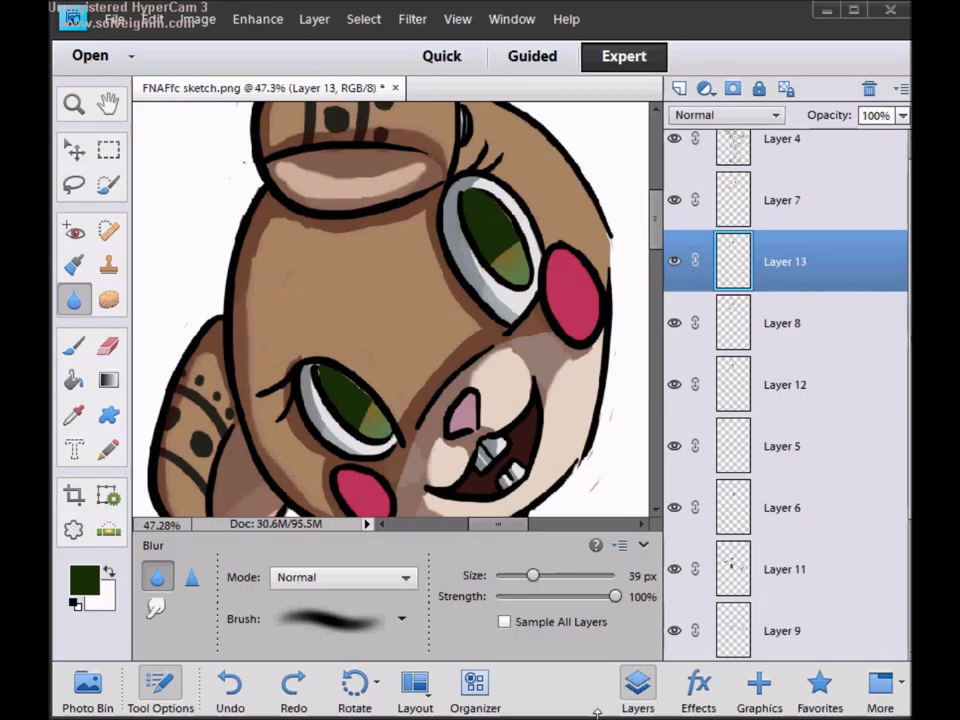 Unregistered HyperCam 3
www.solveigmm.com
File Edit Image Enhance Layer Select Filter View Window Help
Open Quick Guided Expert
FNAFfc sketch.png @ 47.3% (Layer 13, RGB/8) * ×
Normal Opacity: 100%
Layer 4
Layer 7
Layer 13
Layer 8
Layer 12
Layer 5
Layer 6
Layer 11
Layer 9
47.28% Doc: 30.6M/95.5M
Blur
Mode: Normal Size: 39 px
Strength: 100%
Brush: Sample All Layers
Photo Bin Tool Options Undo Redo Rotate Layout Organizer Layers Effects Graphics Favorites More